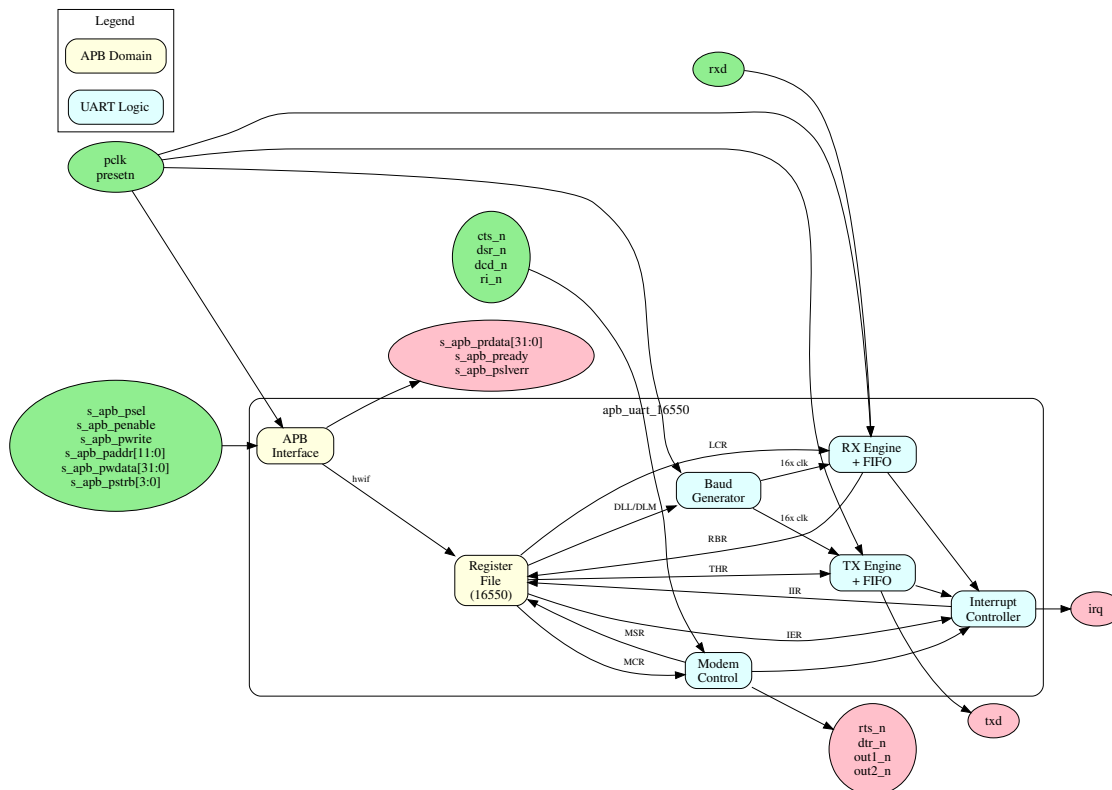 Legend
APB Domain
UART Logic
rxd
pclk
presetn
cts_n
dsr_n
dcd_n
ri_n
s_apb_prdata[31:0]
s_apb_pready
s_apb_pslverr
s_apb_psel
s_apb_penable
s_apb_pwrite
s_apb_paddr[11:0]
s_apb_pwdata[31:0]
s_apb_pstrb[3:0]
apb_uart_16550
APB
Interface
hwif
LCR
RX Engine
+ FIFO
16x clk
Baud
Generator
DLL/DLM
16x clk
RBR
THR
TX Engine
+ FIFO
Register
File
(16550)
IIR
IER
Interrupt
Controller
irq
MSR
MCR
Modem
Control
txd
rts_n
dtr_n
out1_n
out2_n